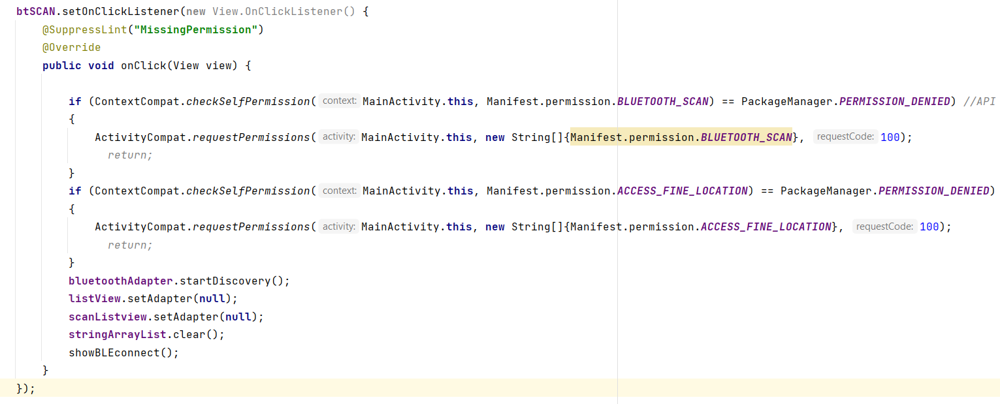 btSCAN.setOnClickListener(new View.OnClickListener() {
@SuppressLint("MissingPermission")
@Override
public void onClick(View view) {
if (ContextCompat.checkSelfPermission( context: MainActivity.this, Manifest.permission.BLUETOOTH_SCAN) == PackageManager.PERMISSION_DENIED) //API
{
ActivityCompat.requestPermissions( activity: MainActivity.this, new String[]{Manifest.permission.BLUETOOTH_SCAN}, requestCode: 100);
return;
}
if (ContextCompat.checkSelfPermission( context: MainActivity.this, Manifest.permission.ACCESS_FINE_LOCATION) == PackageManager.PERMISSION_DENIED)
{
ActivityCompat.requestPermissions( activity: MainActivity.this, new String[]{Manifest.permission.ACCESS_FINE_LOCATION}, requestCode: 100);
return;
}
bluetoothAdapter.startDiscovery();
listView.setAdapter(null);
scanListview.setAdapter(null);
stringArrayList.clear();
showBLEconnect();
}
});